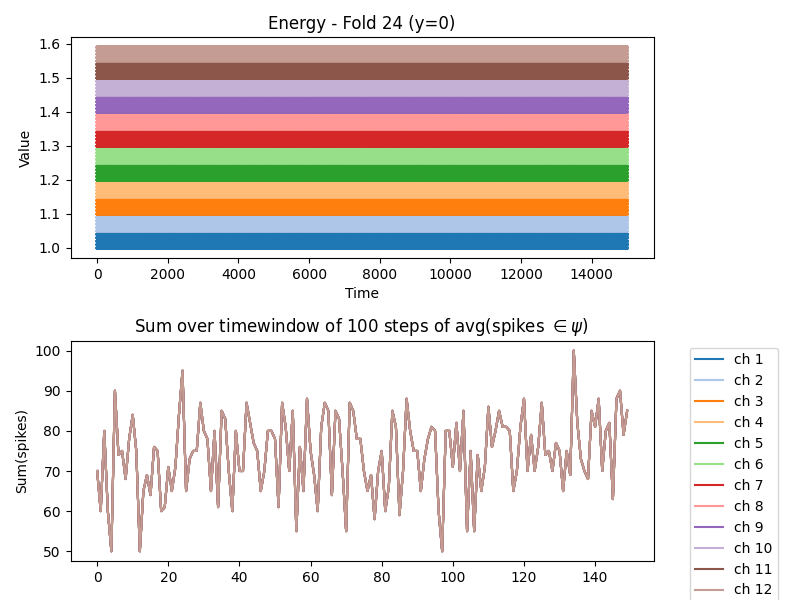 Energy - Fold 24 (y=0)
1.6
1.5
1.4
1.3
1.2
1.1
1.0
Value
0 2000 4000 6000 8000 10000 12000 14000
Time
Sum over timewindow of 100 steps of avg(spikes ∈ ψ)
100
90
80
70
60
50
Sum(spikes)
0 20 40 60 80 100 120 140
ch 1
ch 2
ch 3
ch 4
ch 5
ch 6
ch 7
ch 8
ch 9
ch 10
ch 11
ch 12